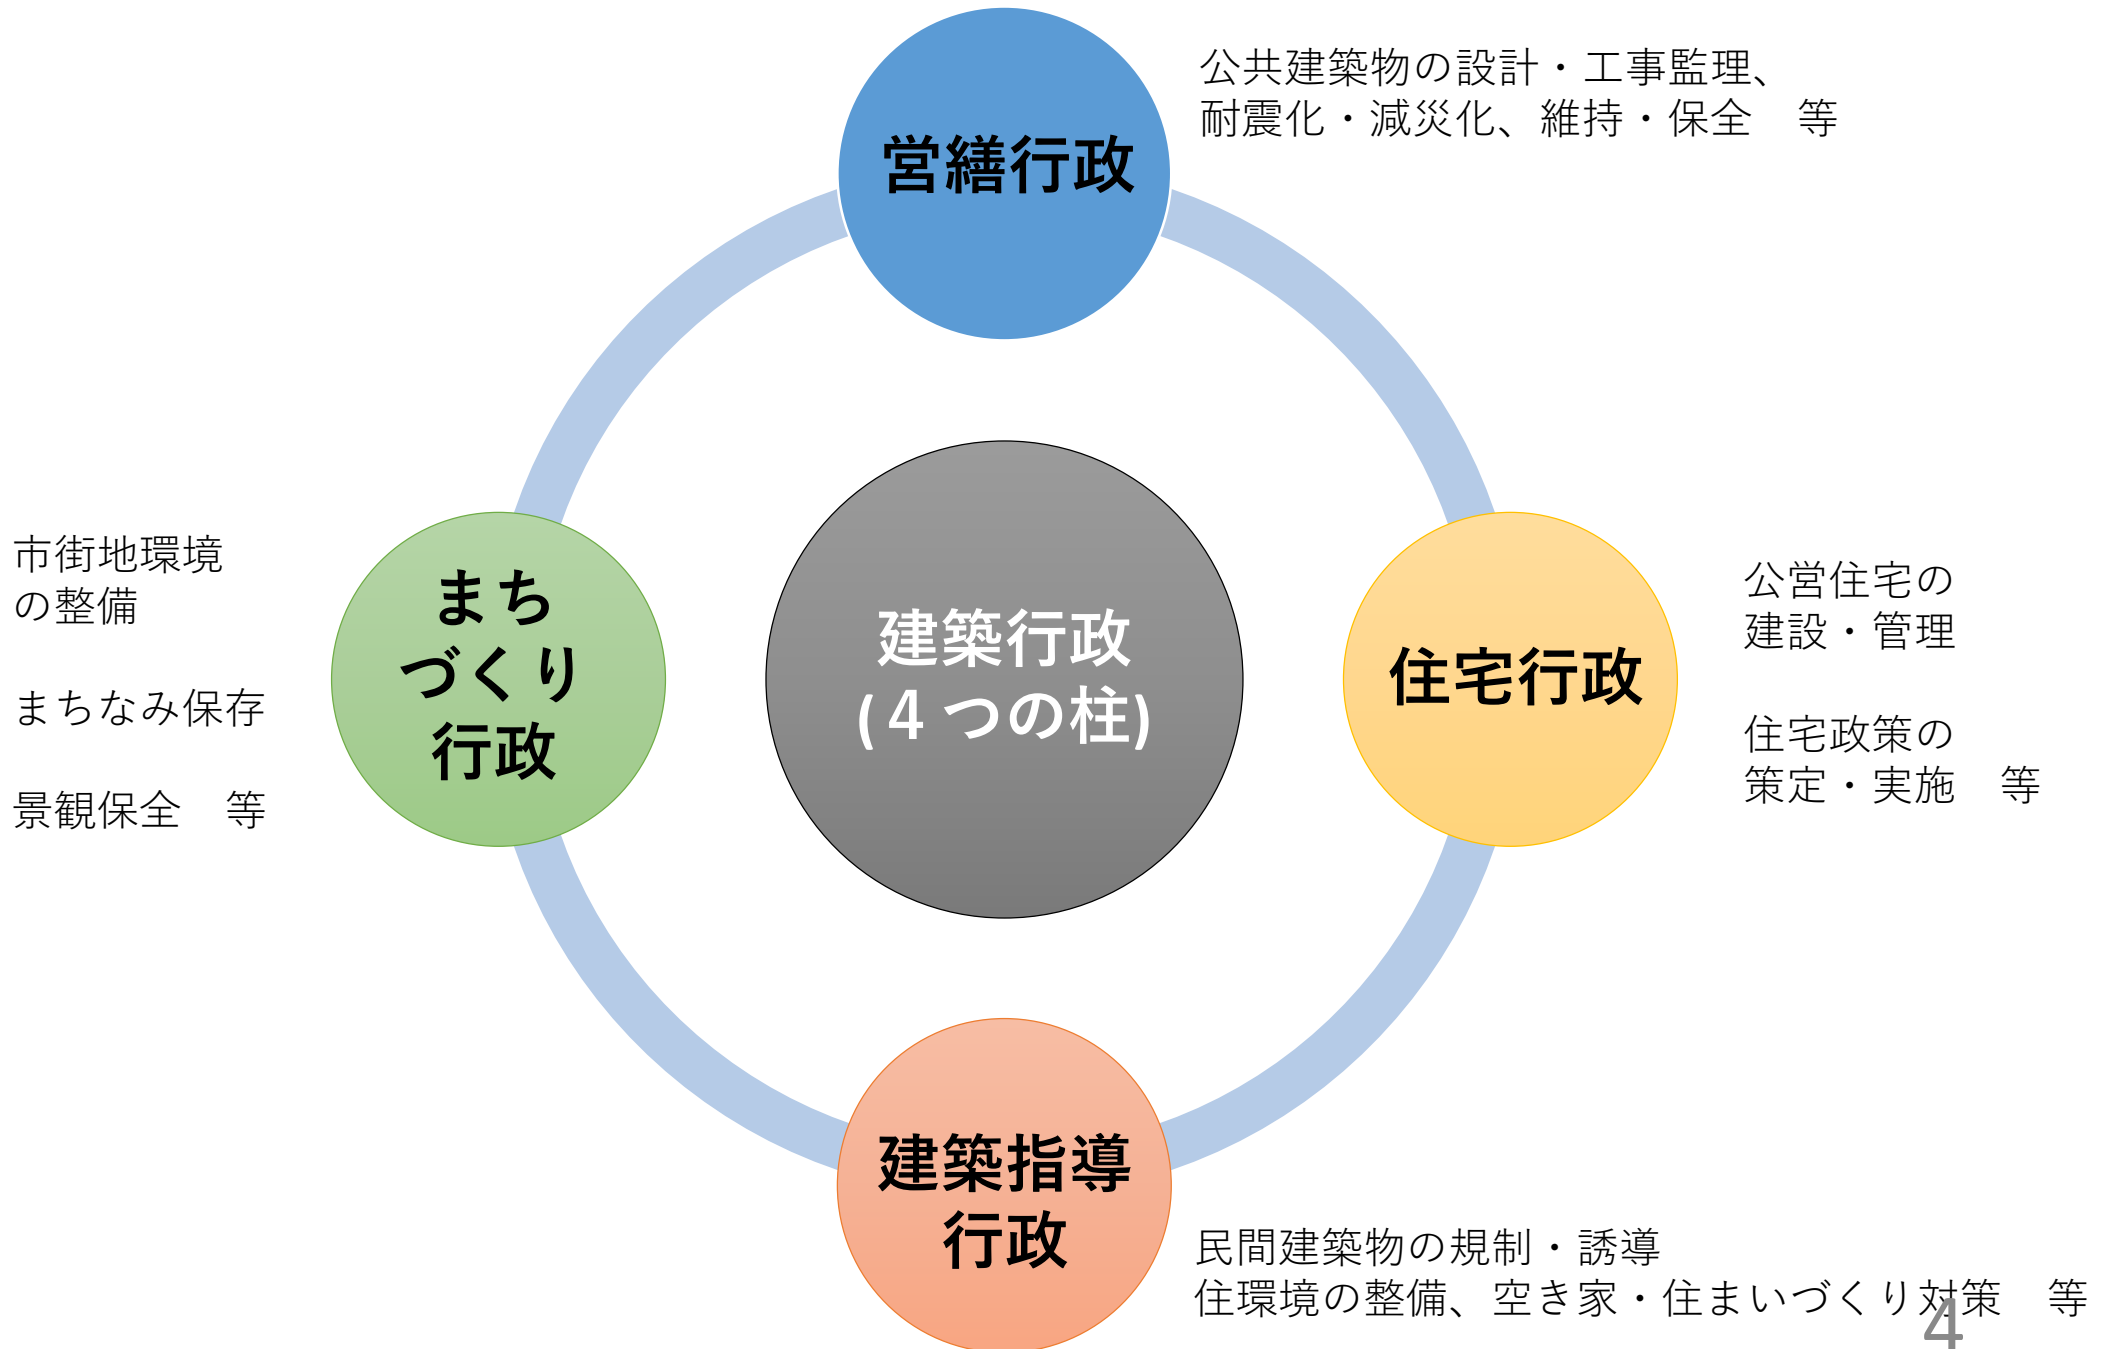 営繕行政
公共建築物の設計・工事監理、
耐震化・減災化、維持・保全　等
市街地環境
の整備
まちなみ保存
景観保全　等
まち
づくり
行政
建築行政
(４つの柱)
住宅行政
公営住宅の
建設・管理
住宅政策の
策定・実施　等
建築指導
行政
民間建築物の規制・誘導
住環境の整備、空き家・住まいづくり対策　等
4